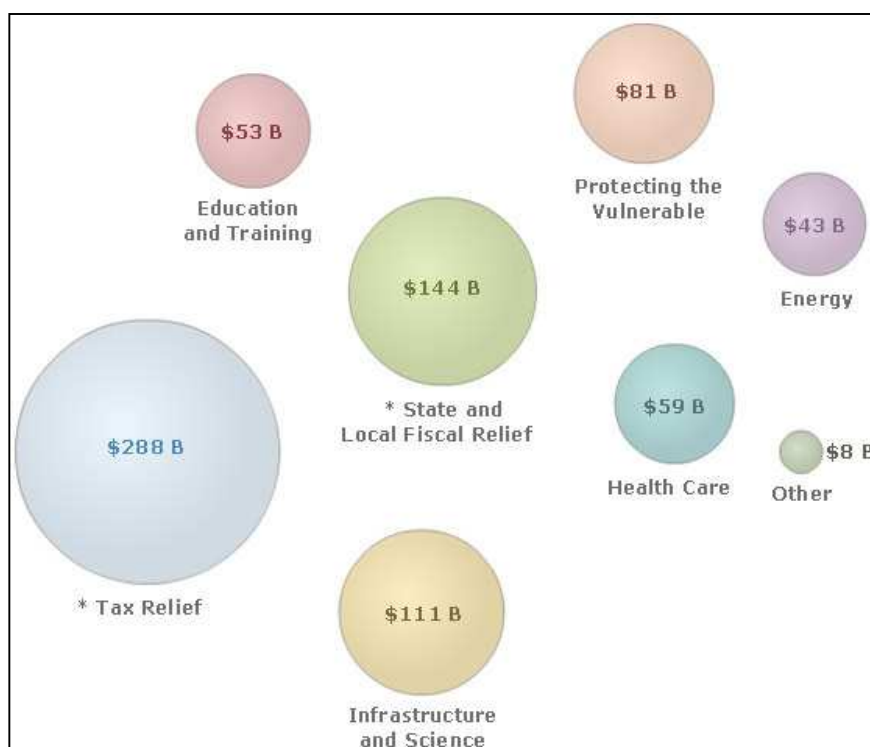 $81 B
$53 B
Protecting the
Vulnerable
Education
and Training
$43 B
$144 B
Energy
* State and
Local Fiscal Relief
$59 B
$288 B
$8 B
Health Care
Other
* Tax Relief
$111 B
Infrastructure
and Science